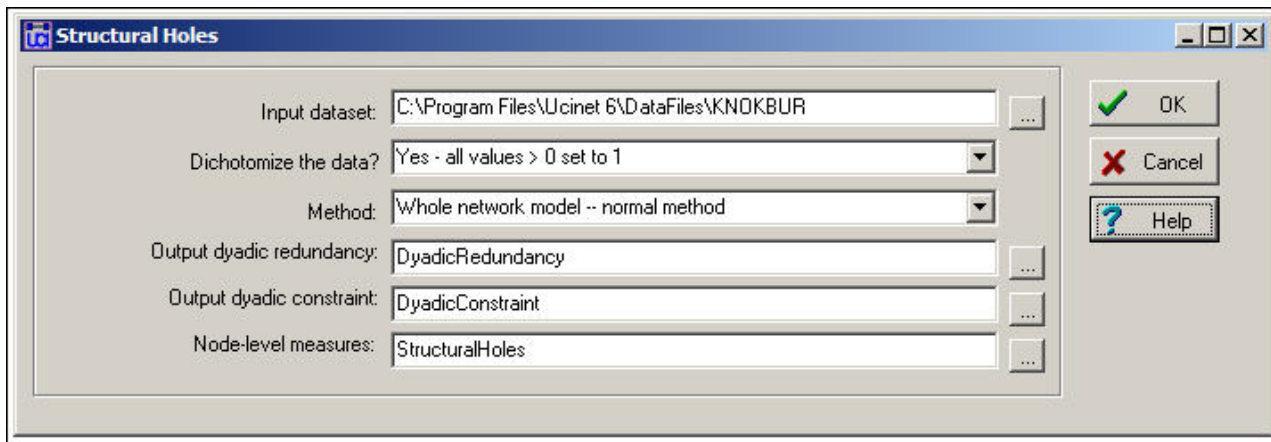 Structural Holes
Input dataset: C:\Program Files\Ucinet 6\DataFiles\KNOKBUR ...
OK
Dichotomize the data? Yes - all values > 0 set to 1
Cancel
Method: Whole network model -- normal method
Help
Output dyadic redundancy: DyadicRedundancy ...
Output dyadic constraint: DyadicConstraint ...
Node-level measures: StructuralHoles ...